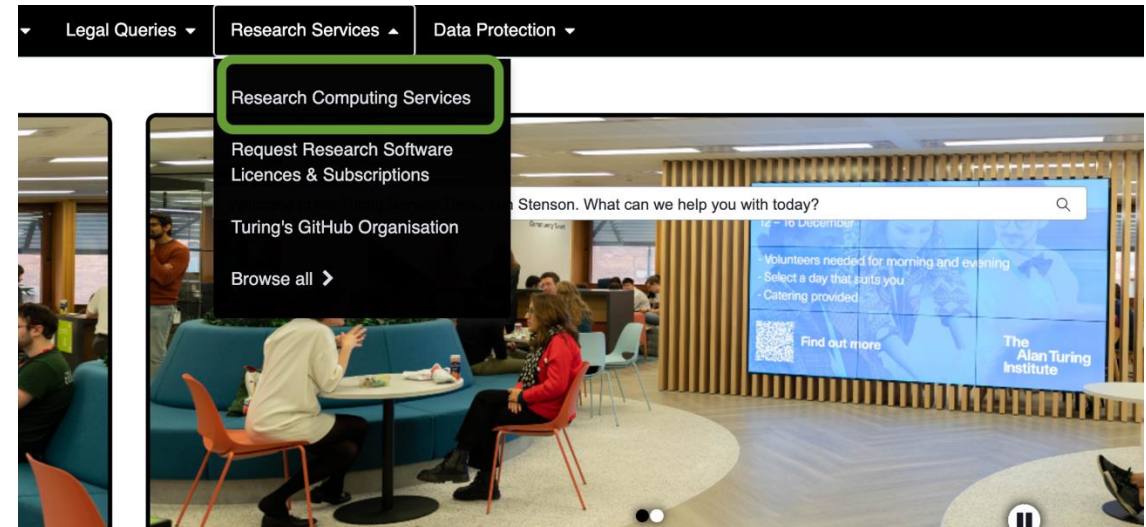 Legal Queries
Research Services
Data Protection
Research Computing Services
Request Research Software
Licences & Subscriptions
Turing's GitHub Organisation
Browse all
Stenson. What can we help you with today?
12 – 16 December
- Volunteers needed for morning and evening
- Select a day that suits you
- Catering provided
Find out more
The
Alan Turing
Institute